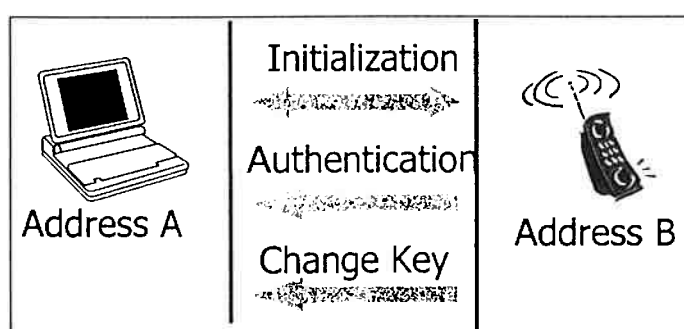 Initialization
Authentication
Address A
Address B
Change Key